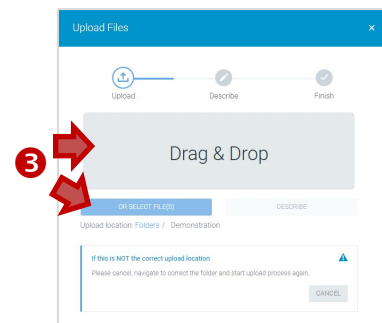 Upload Files ×
Upload Describe Finish
3
Drag & Drop
OR SELECT FILE(S) DESCRIBE
Upload location: Folders / Demonstration
If this is NOT the correct upload location
Please cancel, navigate to correct the folder and start upload process again.
CANCEL